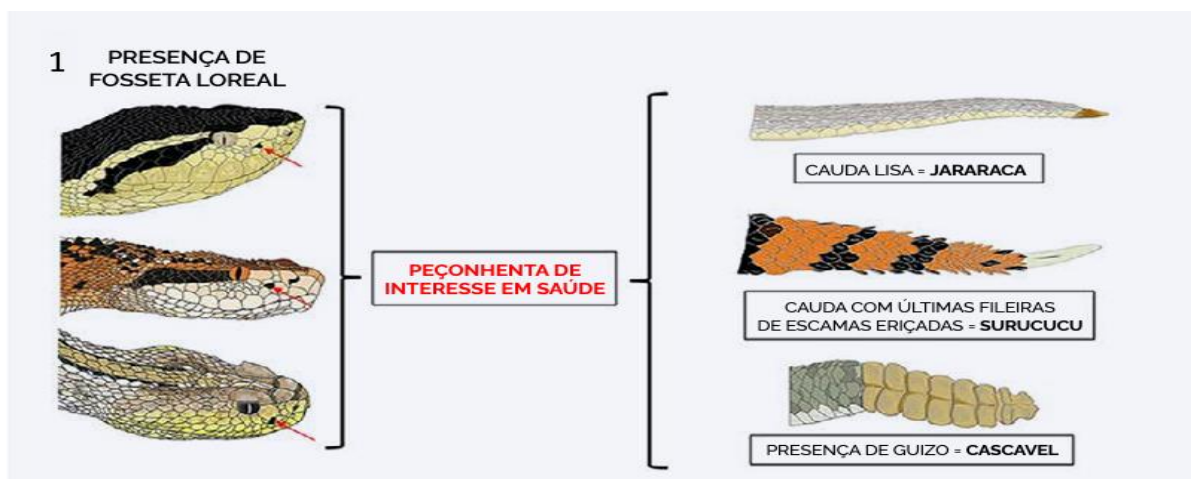 1
PRESENÇA DE
FOSSETA LOREAL
PEÇONHENTA DE
INTERESSE EM SAÚDE
CAUDA LISA = JARARACA
CAUDA COM ÚLTIMAS FILEIRAS
DE ESCAMAS ERIÇADAS = SURUCUCU
PRESENÇA DE GUIZO = CASCAVEL